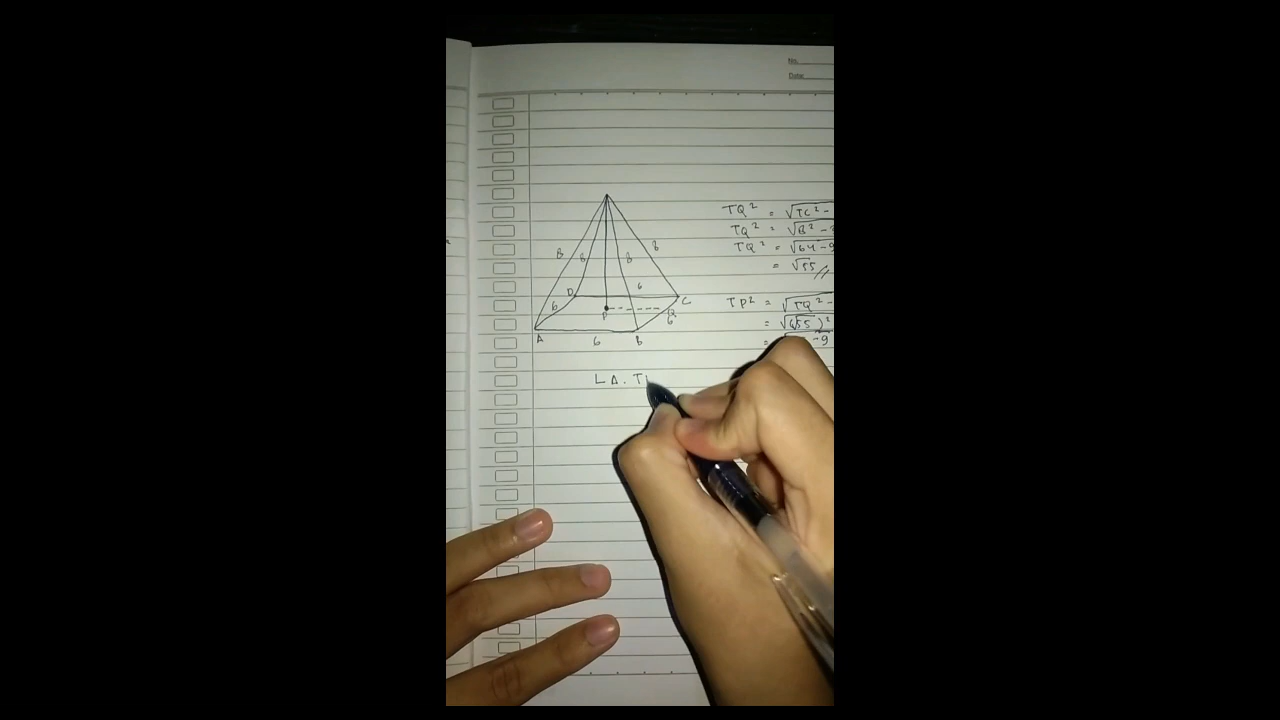 No.
Date:
TQ² = √TC² -
TQ² = √8² -
TQ² = √64 - 9
= √55 //
8
8
8
8
6
D
6
C
P
Q
6
A
6
B
TP² = √TQ² -
= √(√55)²
= - 9
L Δ. T